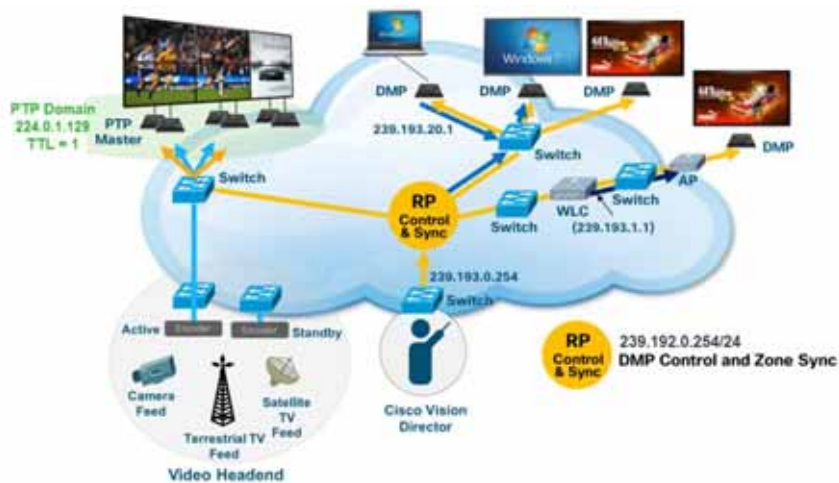 Windows
DMP
DMP
DMP
PTP Domain
224.0.1.129
TTL = 1
PTP
Master
239.193.20.1
Switch
DMP
Switch
AP
RP
Control
& Sync
Switch
WLC
Switch
(239.193.1.1)
239.193.0.254
Switch
Active
Encoder
Encoder
Standby
RP
Control
& Sync
239.192.0.254/24
DMP Control and Zone Sync
Camera
Feed
Terrestrial TV
Feed
Satellite
TV
Feed
Cisco Vision
Director
Video Headend